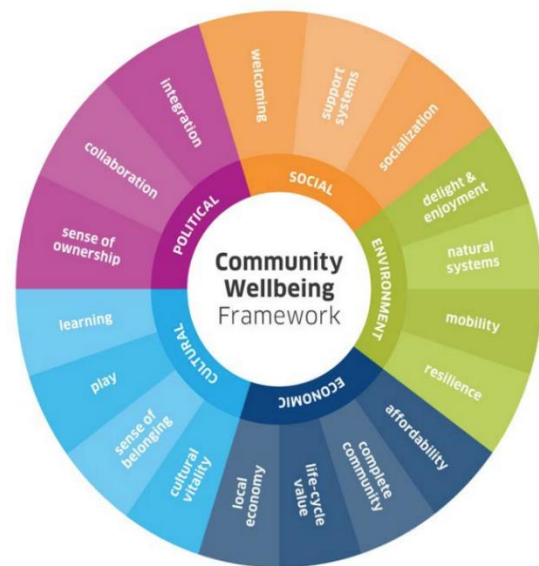 Community
Wellbeing
Framework
SOCIAL
welcoming
support
systems
socialization
ENVIRONMENT
delight &
enjoyment
natural
systems
mobility
resilience
ECONOMIC
affordability
complete
community
life-cycle
value
local
economy
CULTURAL
cultural
vitality
sense of
belonging
play
learning
POLITICAL
sense of
ownership
collaboration
integration